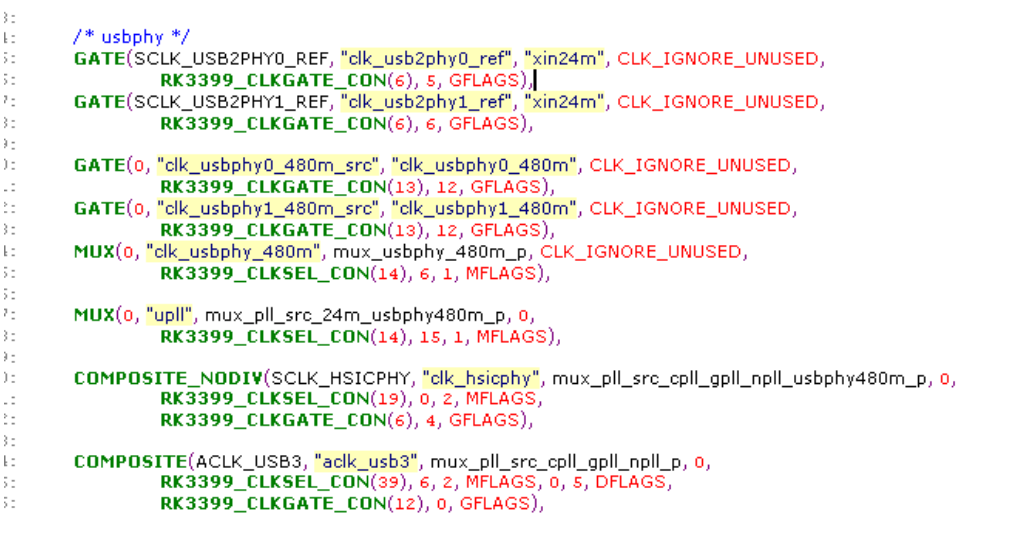 /* usbphy */
GATE(SCLK_USB2PHY0_REF, "clk_usb2phy0_ref", "xin24m", CLK_IGNORE_UNUSED,
RK3399_CLKGATE_CON(6), 5, GFLAGS),
GATE(SCLK_USB2PHY1_REF, "clk_usb2phy1_ref", "xin24m", CLK_IGNORE_UNUSED,
RK3399_CLKGATE_CON(6), 6, GFLAGS),
GATE(0, "clk_usbphy0_480m_src", "clk_usbphy0_480m", CLK_IGNORE_UNUSED,
RK3399_CLKGATE_CON(13), 12, GFLAGS),
GATE(0, "clk_usbphy1_480m_src", "clk_usbphy1_480m", CLK_IGNORE_UNUSED,
RK3399_CLKGATE_CON(13), 12, GFLAGS),
MUX(0, "clk_usbphy_480m", mux_usbphy_480m_p, CLK_IGNORE_UNUSED,
RK3399_CLKSEL_CON(14), 6, 1, MFLAGS),
MUX(0, "upll", mux_pll_src_24m_usbphy480m_p, 0,
RK3399_CLKSEL_CON(14), 15, 1, MFLAGS),
COMPOSITE_NODIV(SCLK_HSICPHY, "clk_hsicphy", mux_pll_src_cpll_gpll_npll_usbphy480m_p, 0,
RK3399_CLKSEL_CON(19), 0, 2, MFLAGS,
RK3399_CLKGATE_CON(6), 4, GFLAGS),
COMPOSITE(ACLK_USB3, "aclk_usb3", mux_pll_src_cpll_gpll_npll_p, 0,
RK3399_CLKSEL_CON(39), 6, 2, MFLAGS, 0, 5, DFLAGS,
RK3399_CLKGATE_CON(12), 0, GFLAGS),